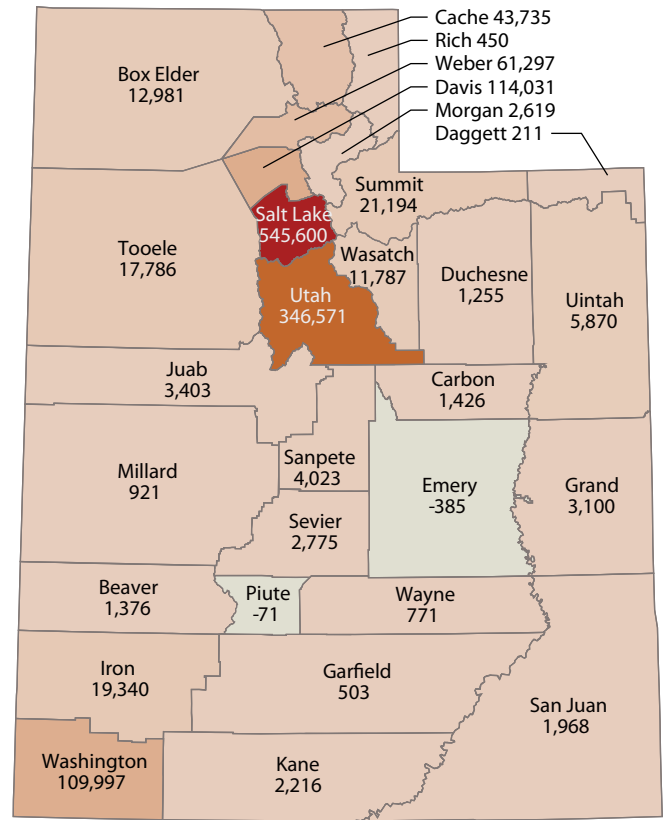 Cache 43,735
Rich 450
Weber 61,297
Davis 114,031
Morgan 2,619
Daggett 211
Box Elder
12,981
Summit
21,194
Salt Lake
545,600
Tooele
17,786
Wasatch
11,787
Duchesne
1,255
Uintah
5,870
Utah
346,571
Juab
3,403
Carbon
1,426
Millard
921
Sanpete
4,023
Emery
-385
Grand
3,100
Sevier
2,775
Beaver
1,376
Piute
-71
Wayne
771
Iron
19,340
Garfield
503
San Juan
1,968
Washington
109,997
Kane
2,216